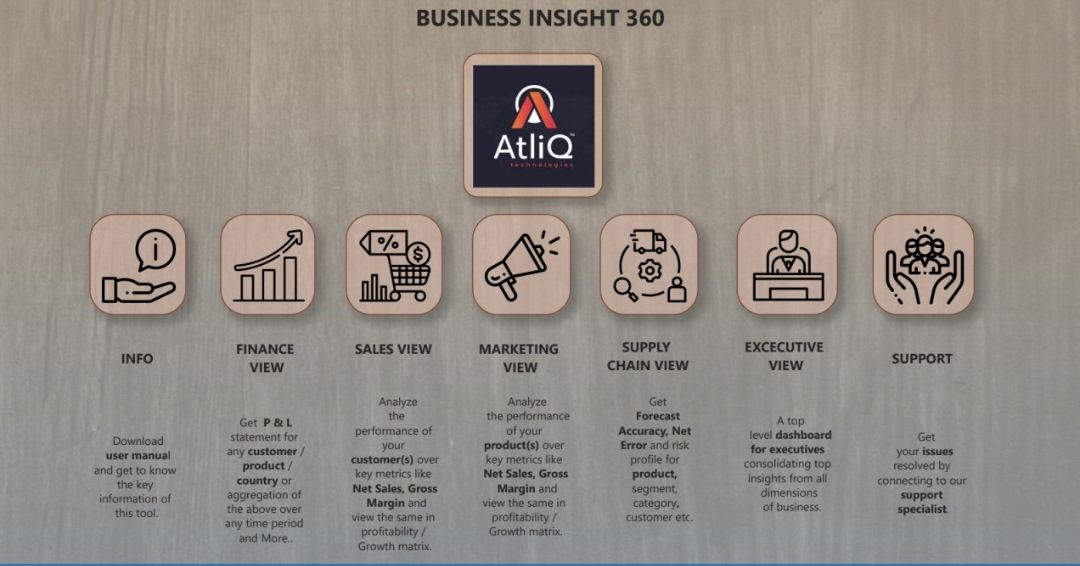 BUSINESS INSIGHT 360
AtliQ™
technologies
i
%
$
INFO
Download
user manual
and get to know
the key
information of
this tool.
FINANCE
VIEW
Get P & L
statement for
any customer /
product /
country or
aggregation of
the above over
any time period
and More..
SALES VIEW
Analyze
the
performance of
your
customer(s) over
key metrics like
Net Sales, Gross
Margin and
view the same in
profitability /
Growth matrix.
MARKETING
VIEW
Analyze
the performance
of your
product(s) over
key metrics like
Net Sales, Gross
Margin and
view the same in
profitability /
Growth matrix.
SUPPLY
CHAIN VIEW
Get
Forecast
Accuracy, Net
Error and risk
profile for
product,
segment,
category,
customer etc.
EXCECUTIVE
VIEW
A top
level dashboard
for executives
consolidating top
insights from all
dimensions
of business.
SUPPORT
Get
your issues
resolved by
connecting to our
support
specialist.